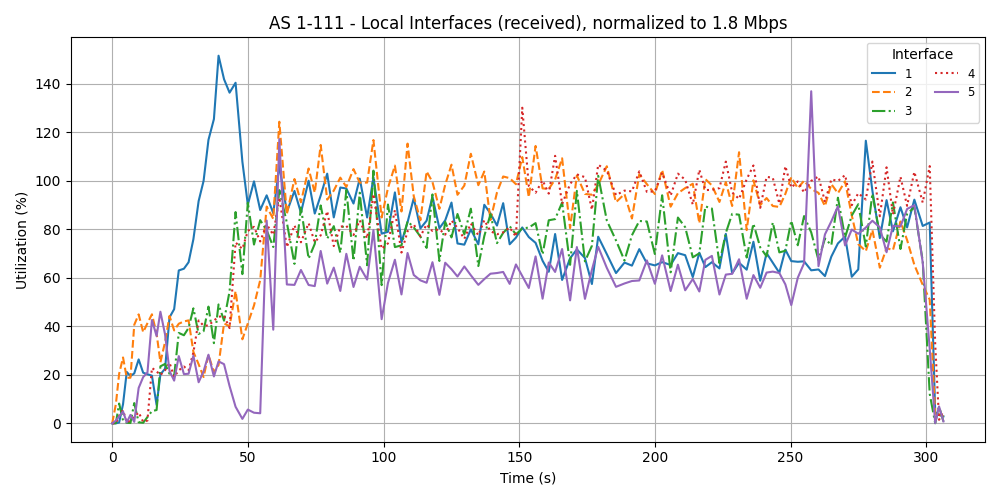 AS 1-111 - Local Interfaces (received), normalized to 1.8 Mbps
Utilization (%)
140
120
100
80
60
40
20
0
Interface
1 4
2 5
3
0 50 100 150 200 250 300
Time (s)